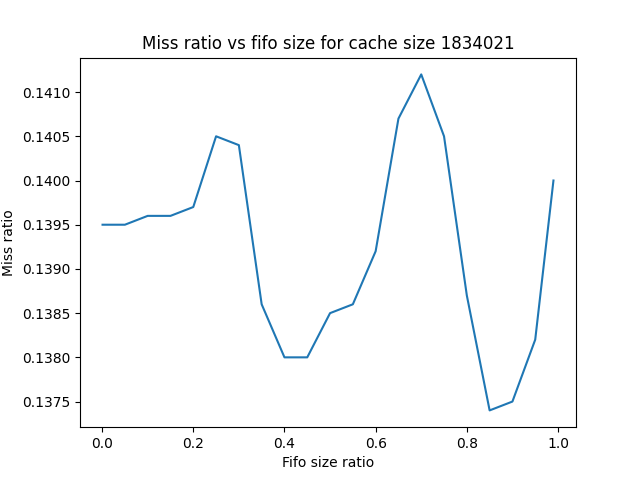 Miss ratio vs fifo size for cache size 1834021
0.1410
0.1405
0.1400
0.1395
0.1390
0.1385
0.1380
0.1375
Miss ratio
0.0 0.2 0.4 0.6 0.8 1.0
Fifo size ratio